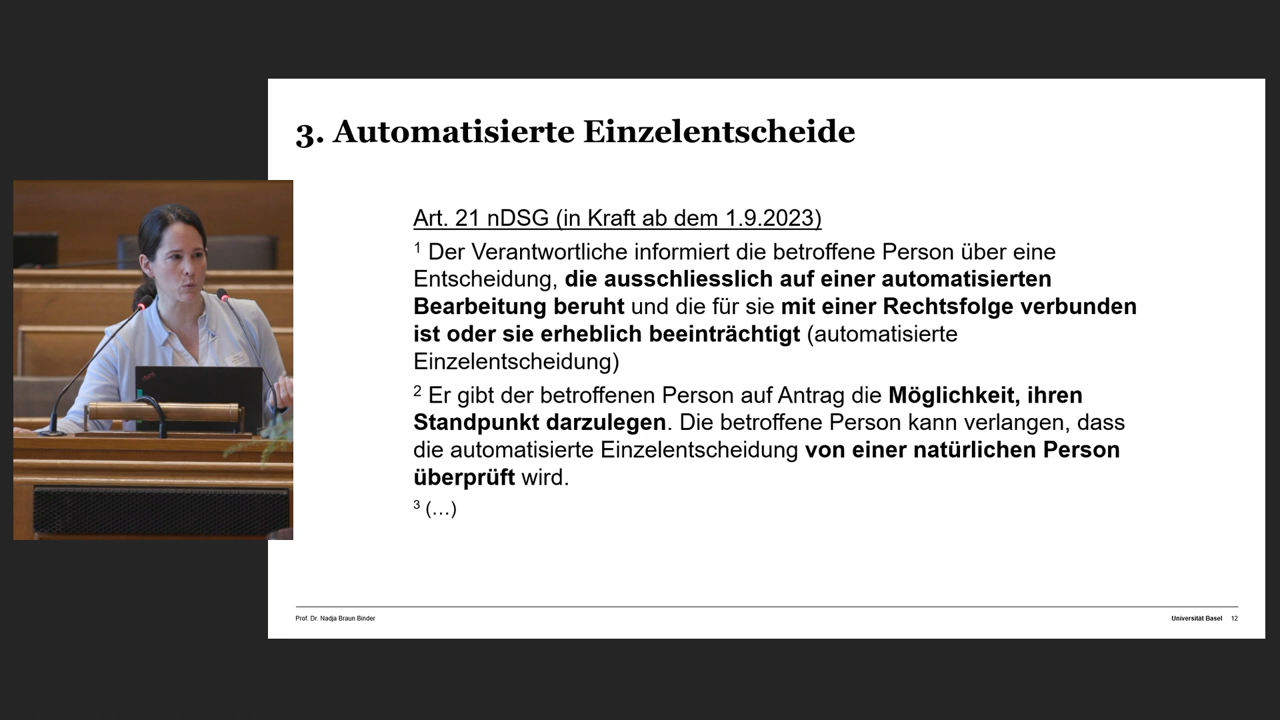 3. Automatisierte Einzelentscheide
Art. 21 nDSG (in Kraft ab dem 1.9.2023)
¹ Der Verantwortliche informiert die betroffene Person über eine
Entscheidung, die ausschliesslich auf einer automatisierten
Bearbeitung beruht und die für sie mit einer Rechtsfolge verbunden
ist oder sie erheblich beeinträchtigt (automatisierte
Einzelentscheidung)
² Er gibt der betroffenen Person auf Antrag die Möglichkeit, ihren
Standpunkt darzulegen. Die betroffene Person kann verlangen, dass
die automatisierte Einzelentscheidung von einer natürlichen Person
überprüft wird.
³ (…)
Prof. Dr. Nadja Braun Binder
Universität Basel 12